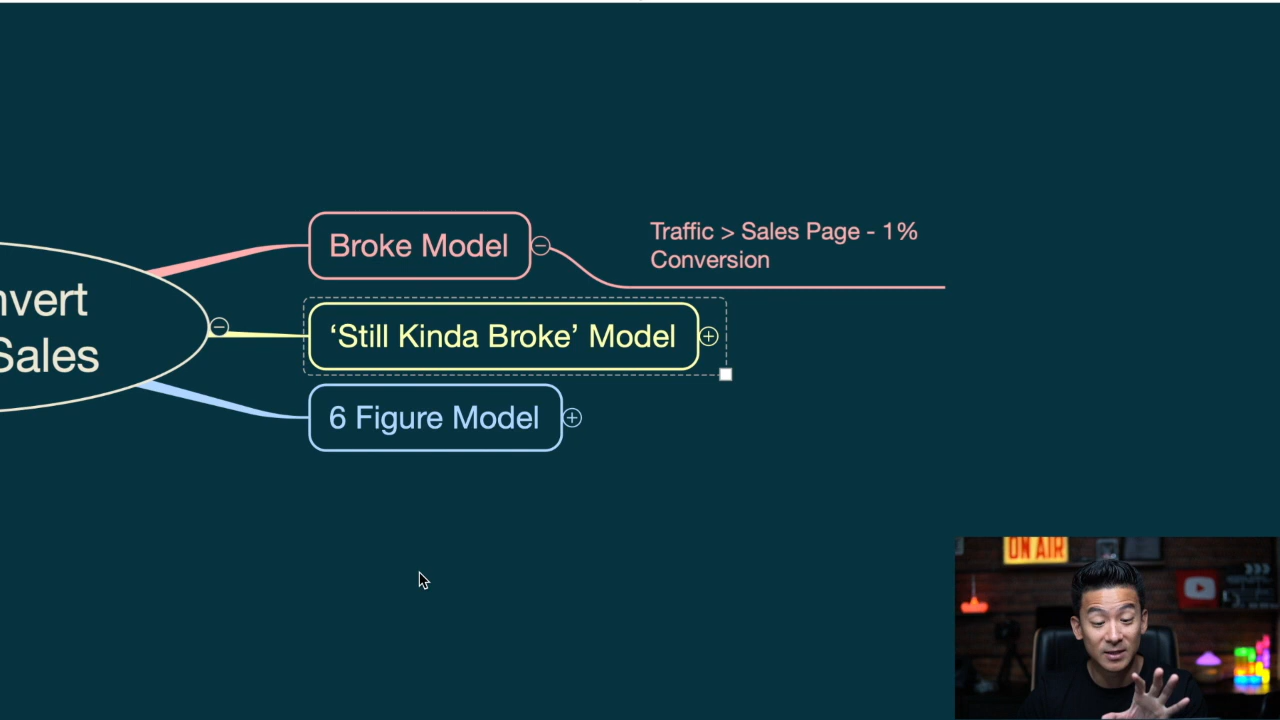 nvert
Sales
Broke Model
Traffic > Sales Page - 1%
Conversion
‘Still Kinda Broke’ Model
6 Figure Model
ON AIR